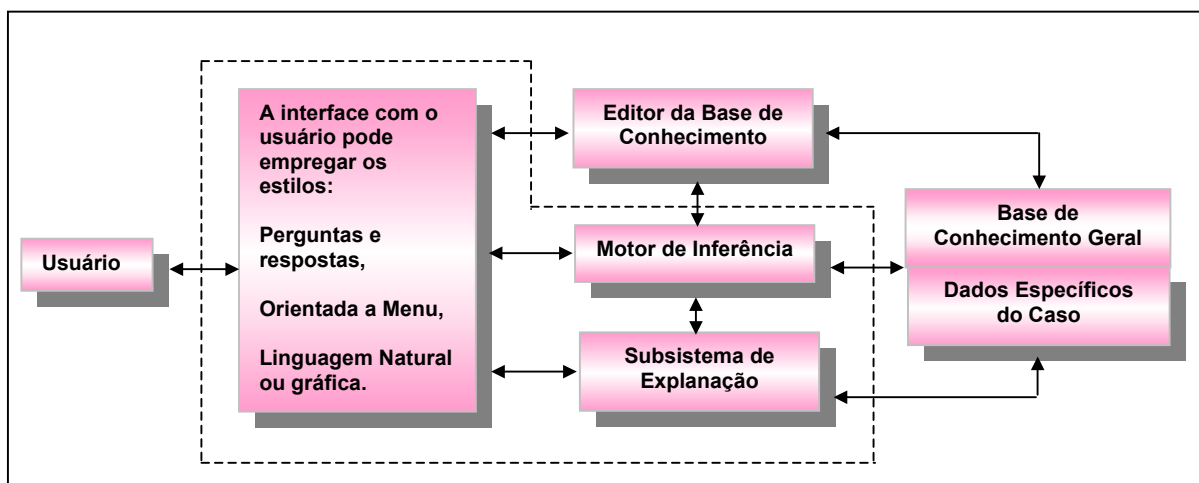 Usuário
A interface com o
usuário pode
empregar os
estilos:
Perguntas e
respostas,
Orientada a Menu,
Linguagem Natural
ou gráfica.
Editor da Base de
Conhecimento
Motor de Inferência
Subsistema de
Explanação
Base de
Conhecimento Geral
Dados Específicos
do Caso